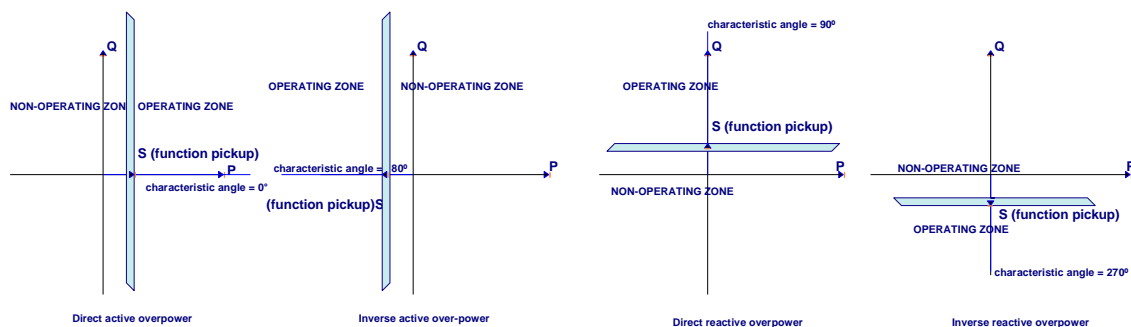 Q
NON-OPERATING ZON
OPERATING ZONE
S (function pickup)
P
characteristic angle = 0°
Direct active overpower
Q
OPERATING ZONE
NON-OPERATING ZONE
characteristic angle = 80º
P
(function pickup)S
Inverse active over-power
characteristic angle = 90º
Q
OPERATING ZONE
S (function pickup)
P
NON-OPERATING ZONE
Direct reactive overpower
Q
NON-OPERATING ZONE
P
S (function pickup)
OPERATING ZONE
characteristic angle = 270º
Inverse reactive overpower